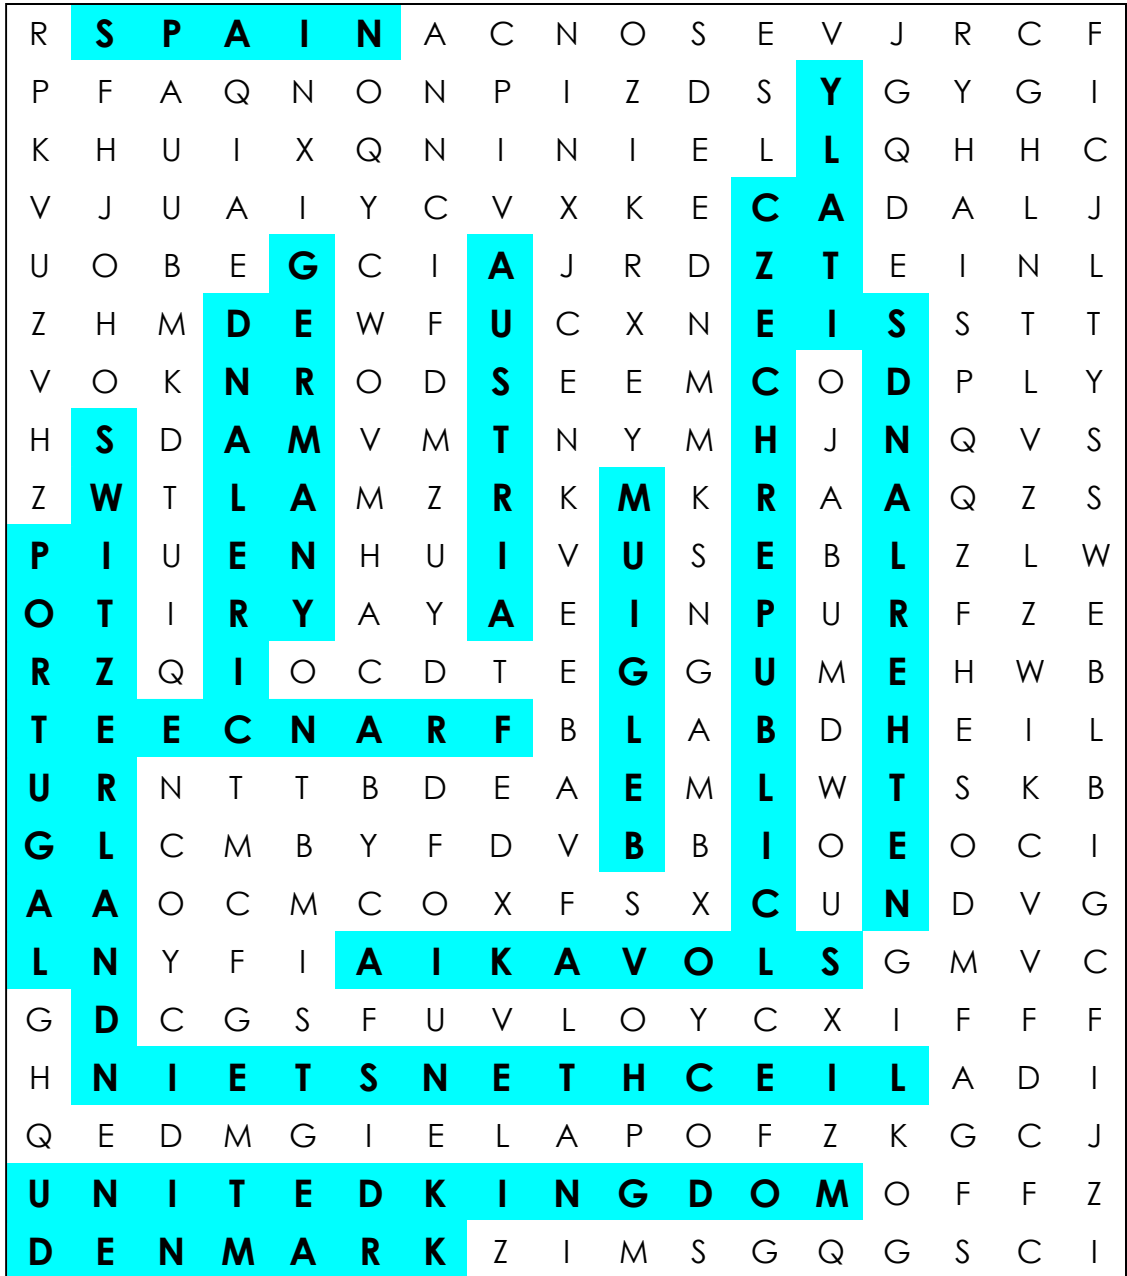 R S P A I N A C N O S E V J R C F
P F A Q N O N P I Z D S Y G Y G I
K H U I X Q N I N I E L L Q H H C
V J U A I Y C V X K E C A D A L J
U O B E G C I A J R D Z T E I N L
Z H M D E W F U C X N E I S S T T
V O K N R O D S E E M C O D P L Y
H S D A M V M T N Y M H J N Q V S
Z W T L A M Z R K M K R A A Q Z S
P I U E N H U I V U S E B L Z L W
O T I R Y A Y A E I N P U R F Z E
R Z Q I O C D T E G G U M E H W B
T E E C N A R F B L A B D H E I L
U R N T T B D E A E M L W T S K B
G L C M B Y F D V B B I O E O C I
A A O C M C O X F S X C U N D V G
L N Y F I A I K A V O L S G M V C
G D C G S F U V L O Y C X I F F F
H N I E T S N E T H C E I L A D I
Q E D M G I E L A P O F Z K G C J
U N I T E D K I N G D O M O F F Z
D E N M A R K Z I M S G Q G S C I